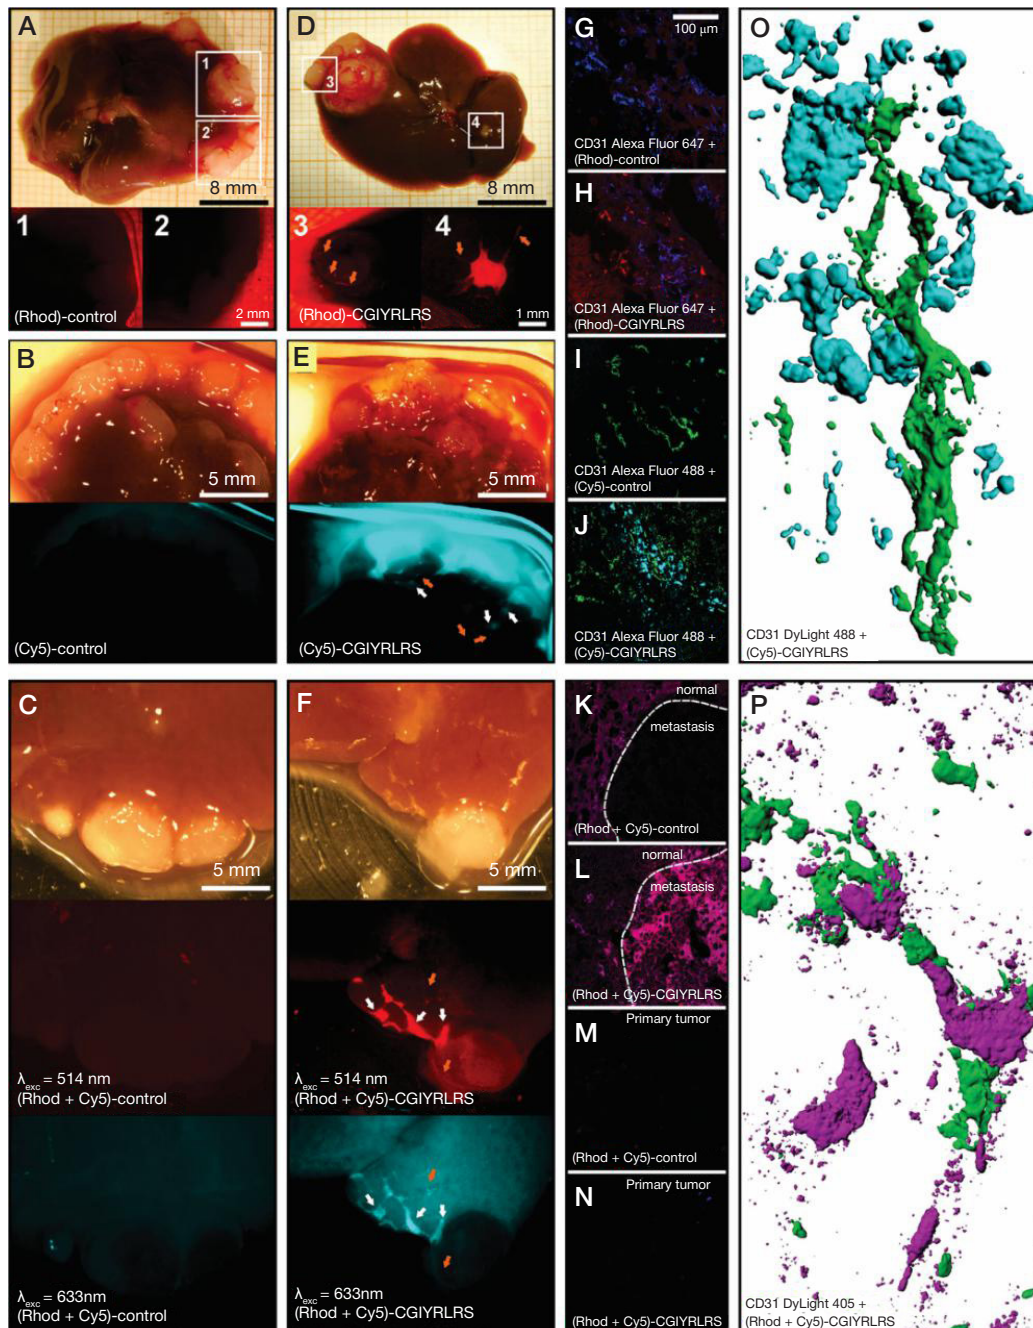 A
1
2
8 mm
1
2
2 mm
(Rhod)-control
D
3
4
8 mm
3
4
1 mm
(Rhod)-CGIYRLRS
B
5 mm
(Cy5)-control
E
5 mm
(Cy5)-CGIYRLRS
C
5 mm
λexc = 514 nm
(Rhod + Cy5)-control
λexc = 633nm
(Rhod + Cy5)-control
F
5 mm
λexc = 514 nm
(Rhod + Cy5)-CGIYRLRS
λexc = 633nm
(Rhod + Cy5)-CGIYRLRS
G
100 μm
CD31 Alexa Fluor 647 +
(Rhod)-control
H
CD31 Alexa Fluor 647 +
(Rhod)-CGIYRLRS
I
CD31 Alexa Fluor 488 +
(Cy5)-control
J
CD31 Alexa Fluor 488 +
(Cy5)-CGIYRLRS
K
normal
metastasis
(Rhod + Cy5)-control
L
normal
metastasis
(Rhod + Cy5)-CGIYRLRS
Primary tumor
M
(Rhod + Cy5)-control
Primary tumor
N
(Rhod + Cy5)-CGIYRLRS
O
CD31 DyLight 488 +
(Cy5)-CGIYRLRS
P
CD31 DyLight 405 +
(Rhod + Cy5)-CGIYRLRS